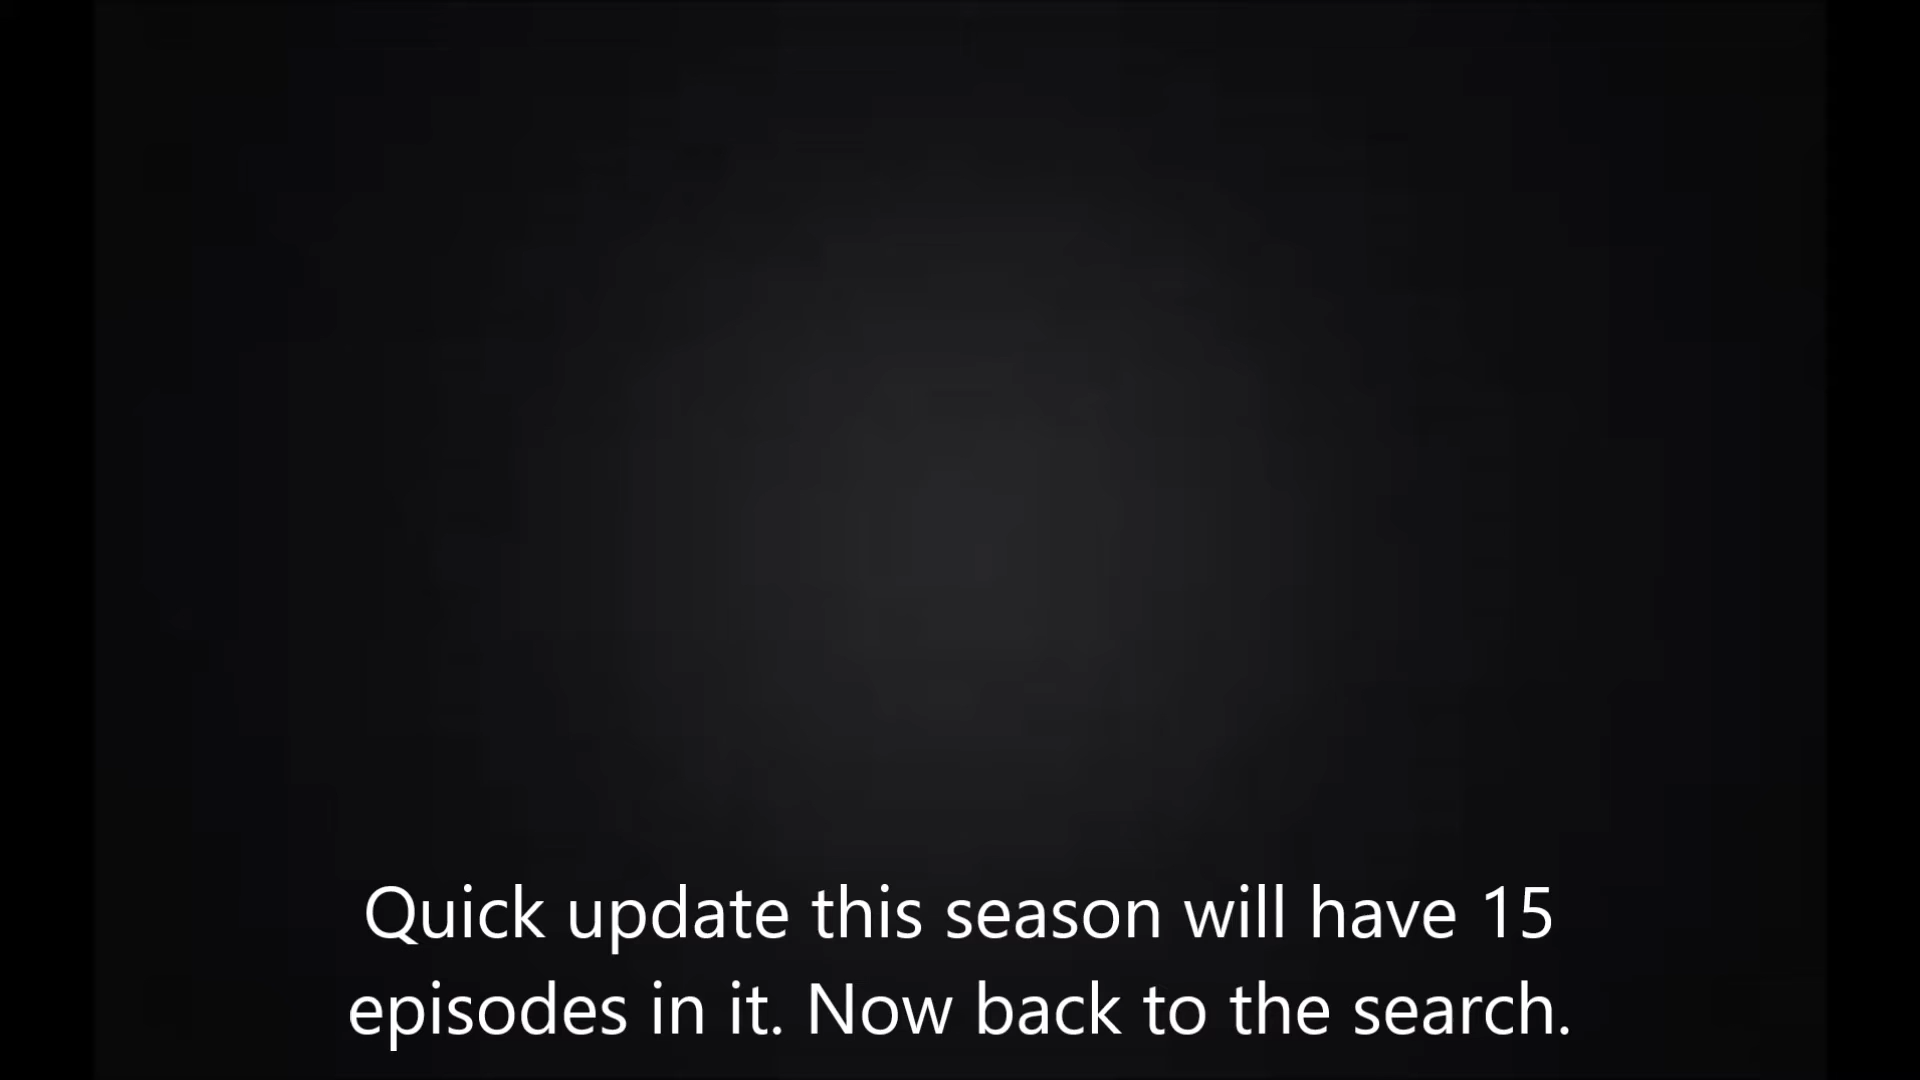 Quick update this season will have 15
episodes in it. Now back to the search.